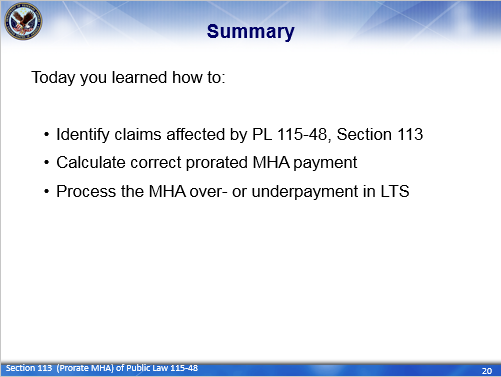 Summary
Today you learned how to:
• Identify claims affected by PL 115-48, Section 113
• Calculate correct prorated MHA payment
• Process the MHA over- or underpayment in LTS
Section 113 (Prorate MHA) of Public Law 115-48
20